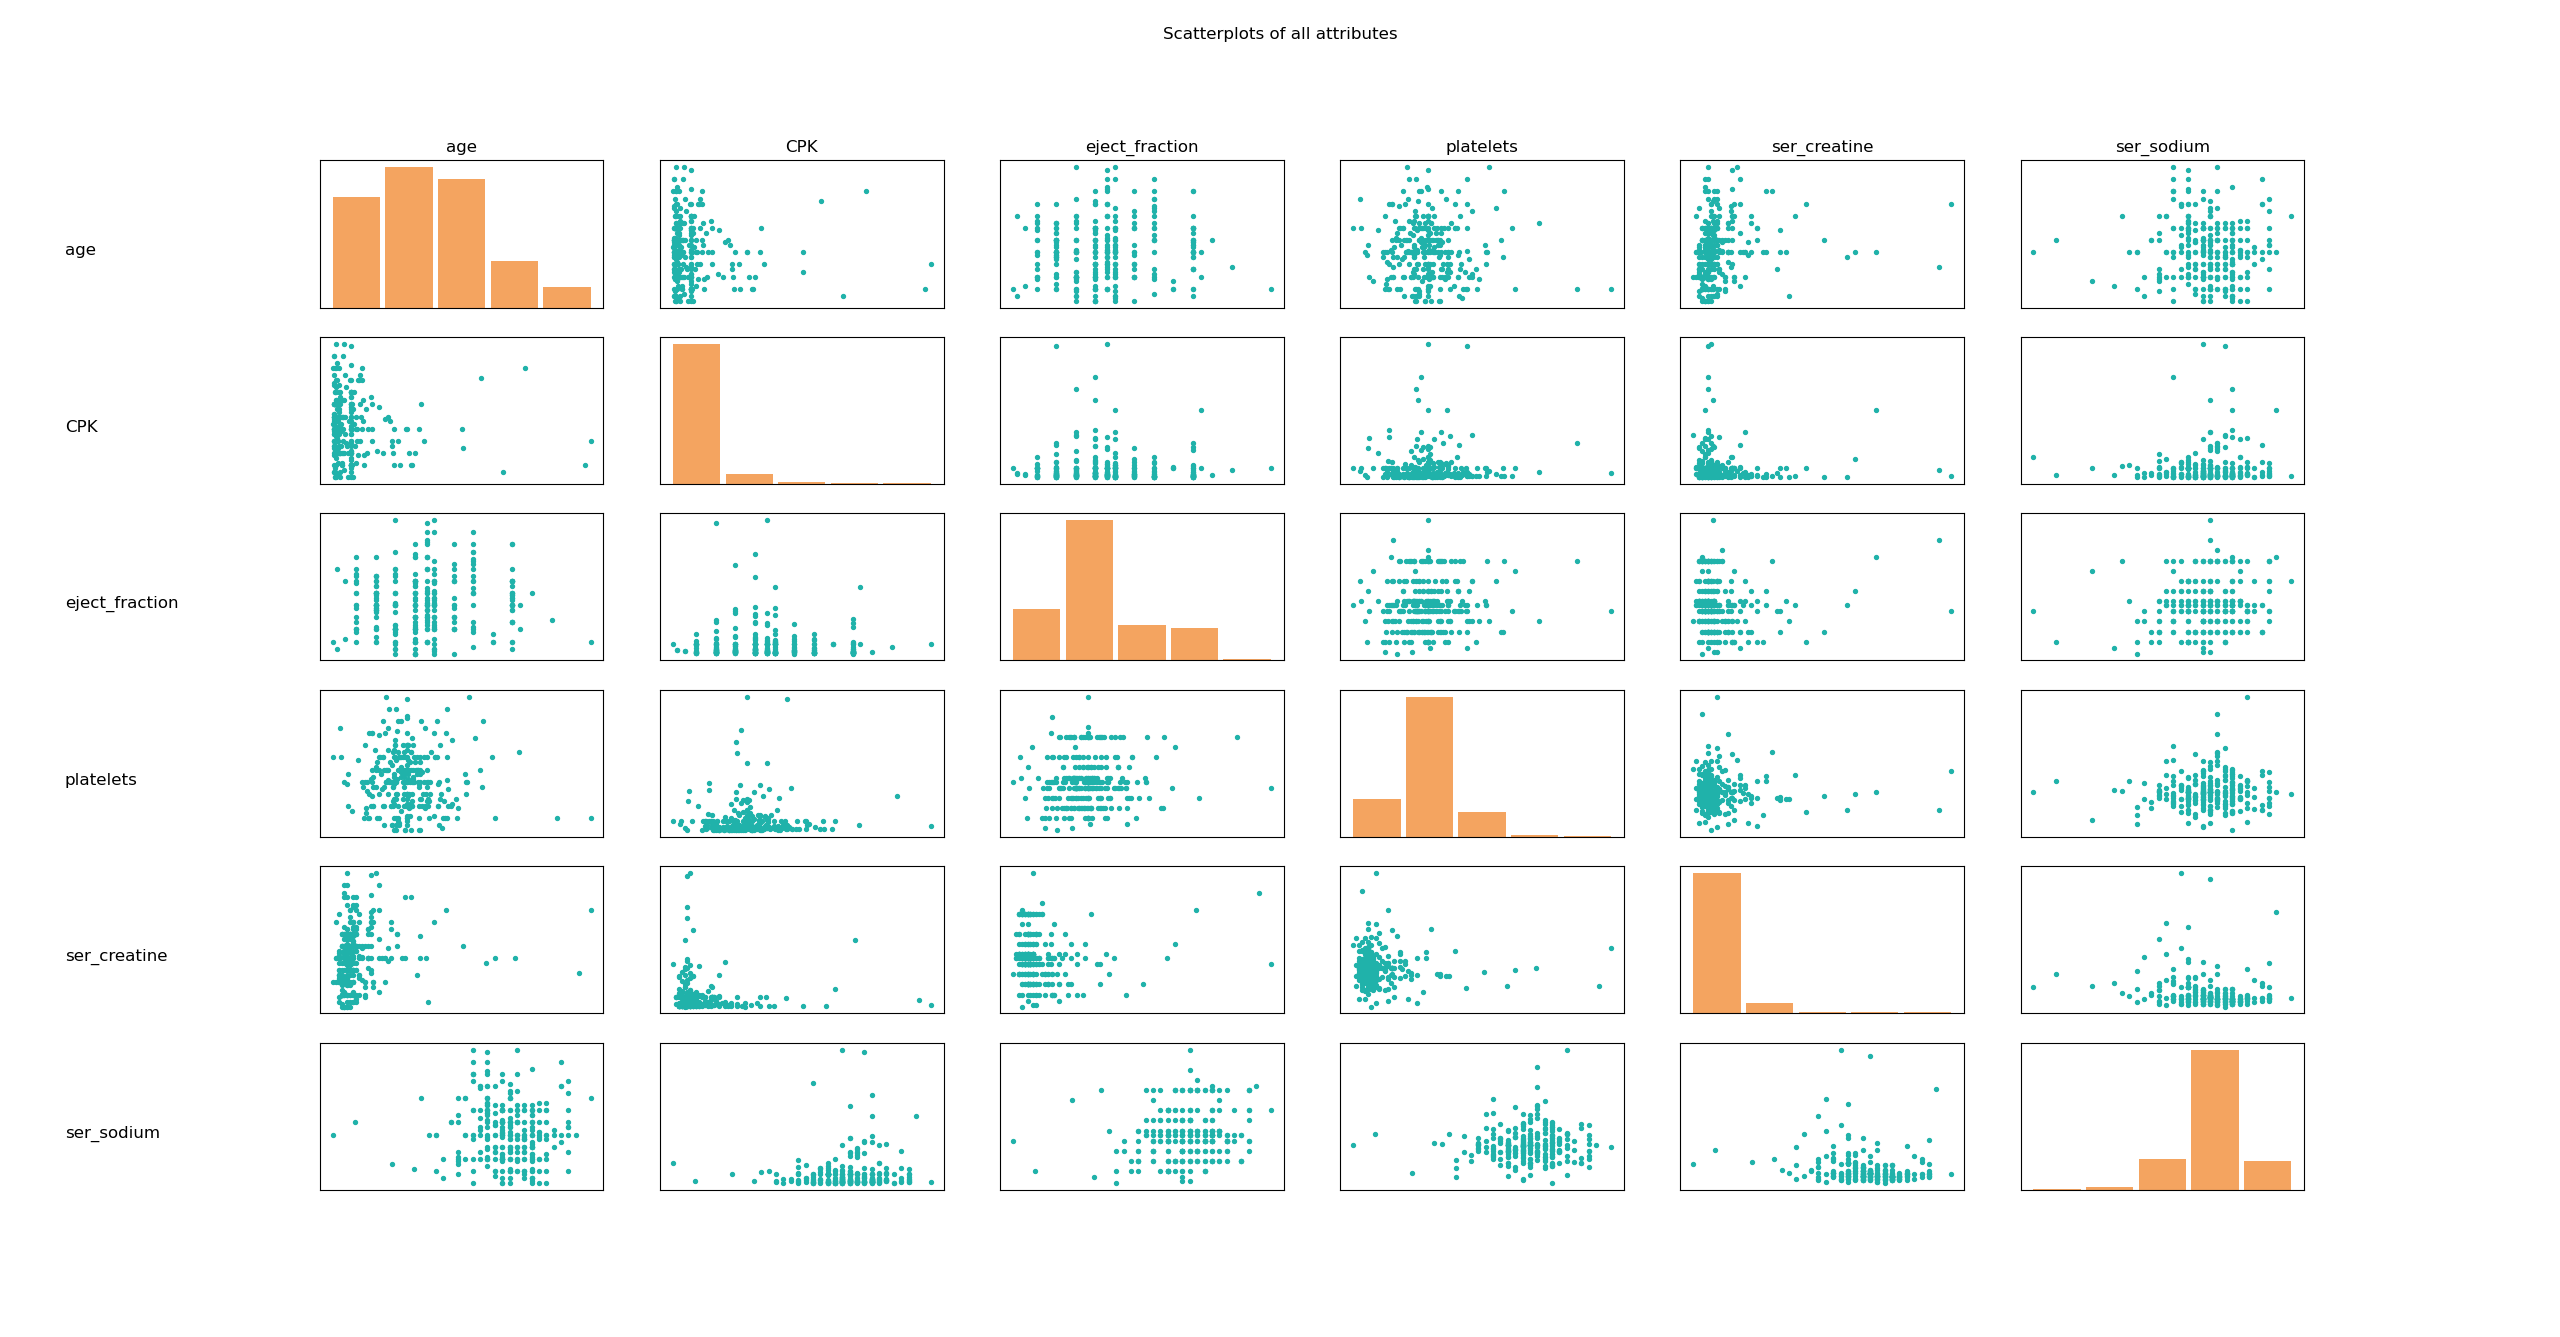 Scatterplots of all attributes
age CPK eject_fraction platelets ser_creatine ser_sodium
age
CPK
eject_fraction
platelets
ser_creatine
ser_sodium